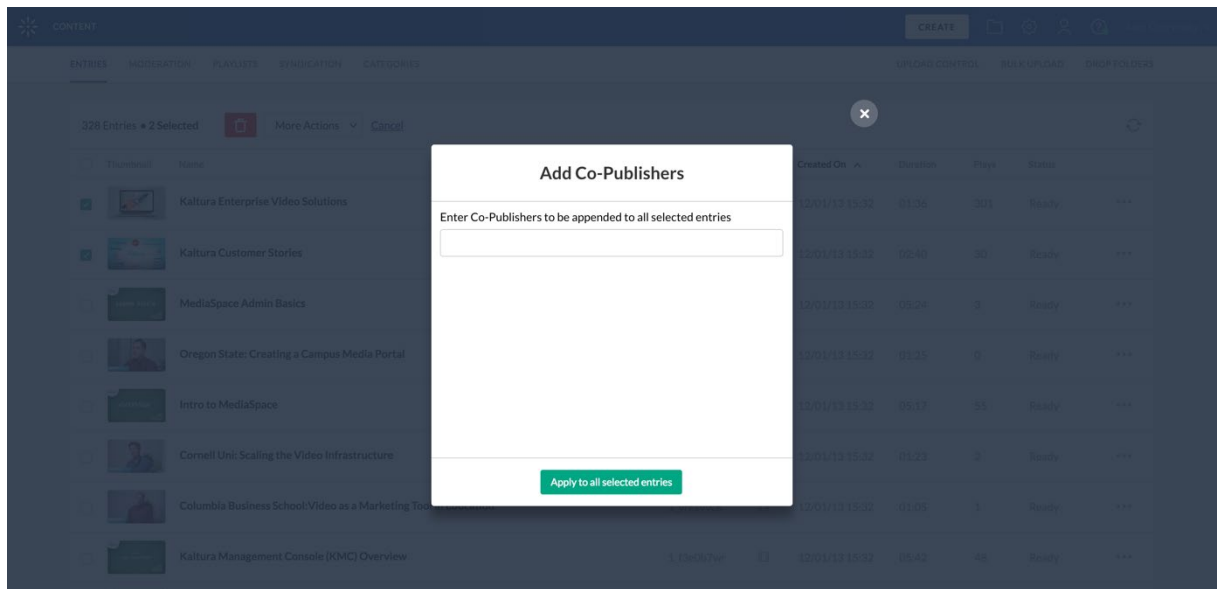 CONTENT
CREATE
ENTRIES MODERATION PLAYLISTS SYNDICATION CATEGORIES UPLOAD CONTROL BULK UPLOAD DROP FOLDERS
328 Entries • 2 Selected More Actions Cancel
Thumbnail Name Created On Duration Plays Status
Add Co-Publishers
Enter Co-Publishers to be appended to all selected entries
Kaltura Enterprise Video Solutions 12/01/13 15:32 01:36 301 Ready
Kaltura Customer Stories 12/01/13 15:32 02:40 30 Ready
MediaSpace Admin Basics 12/01/13 15:32 Ready
Oregon State: Creating a Campus Media Portal 12/01/13 15:32 01:35 0 Ready
Intro to MediaSpace 12/01/13 15:32 05:17 55 Ready
Cornell Uni: Scaling the Video Infrastructure 12/01/13 15:32 01:23 Ready
Apply to all selected entries
Columbia Business School:Video as a Marketing Tool 12/01/13 15:32 01:05 Ready
Kaltura Management Console (KMC) Overview 12/01/13 15:32 05:42 Ready